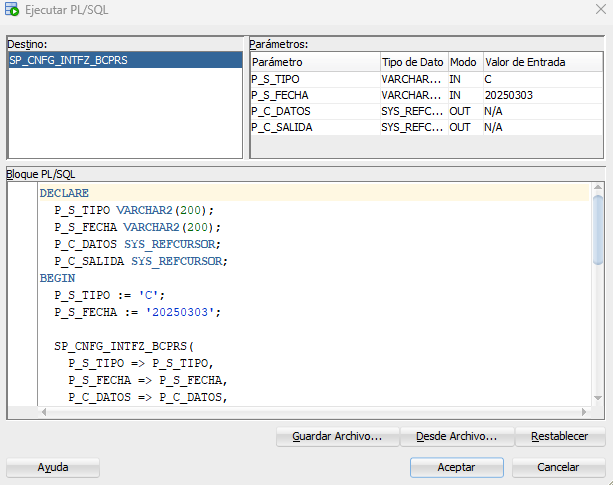 Ejecutar PL/SQL
Destino:
SP_CNFG_INTFZ_BCPRS
Parámetros:
Parámetro Tipo de Dato Modo Valor de Entrada
P_S_TIPO VARCHAR... IN C
P_S_FECHA VARCHAR... IN 20250303
P_C_DATOS SYS_REFC... OUT N/A
P_C_SALIDA SYS_REFC... OUT N/A
Bloque PL/SQL
DECLARE
P_S_TIPO VARCHAR2(200);
P_S_FECHA VARCHAR2(200);
P_C_DATOS SYS_REFCURSOR;
P_C_SALIDA SYS_REFCURSOR;
BEGIN
P_S_TIPO := 'C';
P_S_FECHA := '20250303';
SP_CNFG_INTFZ_BCPRS(
P_S_TIPO => P_S_TIPO,
P_S_FECHA => P_S_FECHA,
P_C_DATOS => P_C_DATOS,
Guardar Archivo... Desde Archivo... Restablecer
Ayuda Aceptar Cancelar